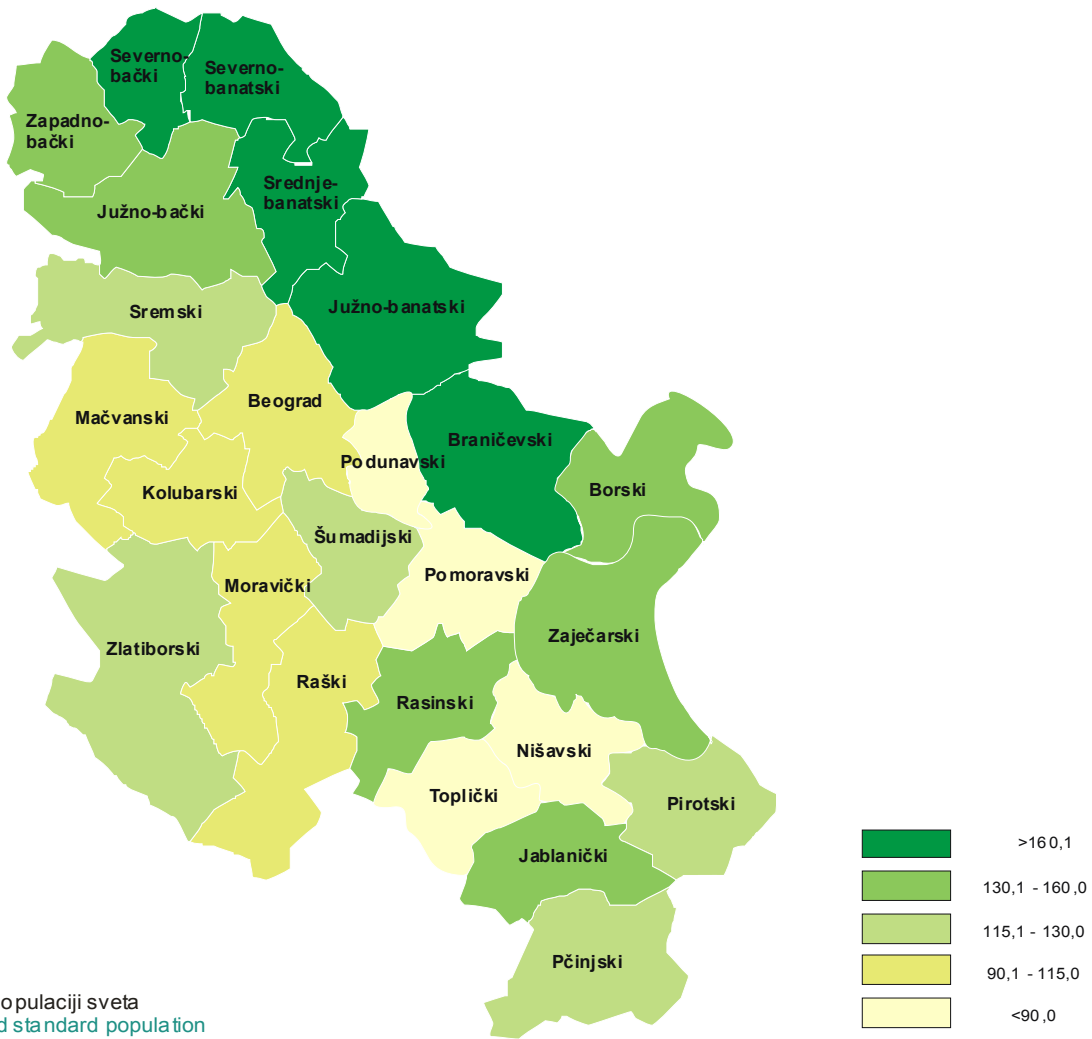 Severno-
bački
Severno-
banatski
Zapadno-
bački
Srednje-
banatski
Južno-bački
Južno-banatski
Sremski
Beograd
Mačvanski
Podunavski
Braničevski
Kolubarski
Borski
Šumadijski
Moravički
Pomoravski
Zaječarski
Zlatiborski
Raški
Rasinski
Nišavski
Toplički
Pirotski
Jablanički
Pčinjski
>160,1
130,1 - 160,0
115,1 - 130,0
90,1 - 115,0
<90,0
opulaciji sveta
d standard population